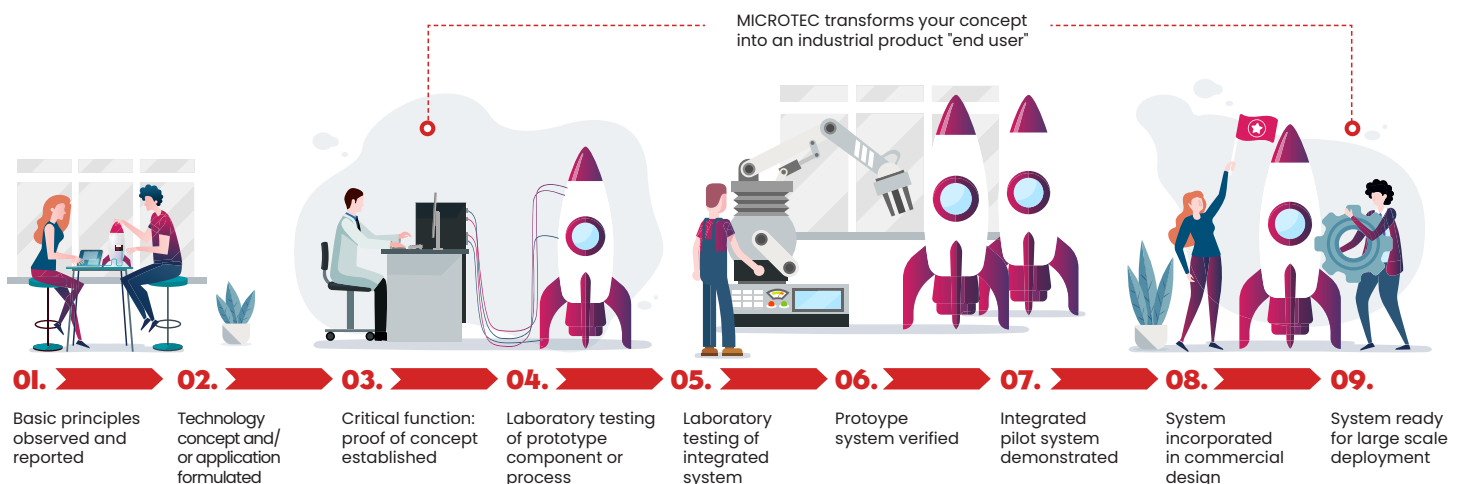 MICROTEC transforms your concept
into an industrial product "end user"
01.
Basic principles
observed and
reported
02.
Technology
concept and/
or application
formulated
03.
Critical function:
proof of concept
established
04.
Laboratory testing
of prototype
component or
process
05.
Laboratory
testing of
integrated
system
06.
Protoype
system verified
07.
Integrated
pilot system
demonstrated
08.
System
incorporated
in commercial
design
09.
System ready
for large scale
deployment